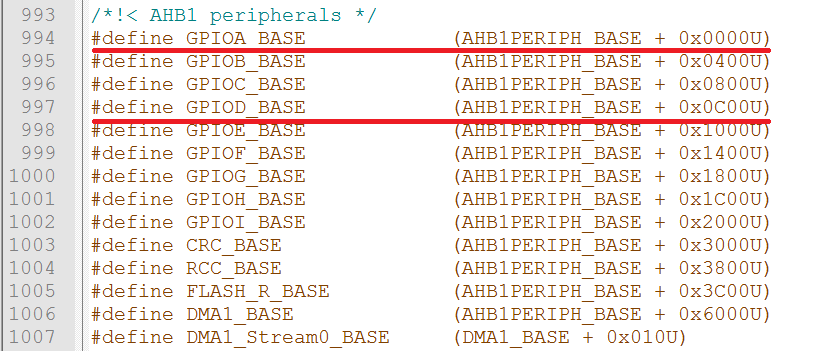 993 /*!< AHB1 peripherals */
994 #define GPIOA_BASE (AHB1PERIPH_BASE + 0x0000U)
995 #define GPIOB_BASE (AHB1PERIPH_BASE + 0x0400U)
996 #define GPIOC_BASE (AHB1PERIPH_BASE + 0x0800U)
997 #define GPIOD_BASE (AHB1PERIPH_BASE + 0x0C00U)
998 #define GPIOE_BASE (AHB1PERIPH_BASE + 0x1000U)
999 #define GPIOF_BASE (AHB1PERIPH_BASE + 0x1400U)
1000 #define GPIOG_BASE (AHB1PERIPH_BASE + 0x1800U)
1001 #define GPIOH_BASE (AHB1PERIPH_BASE + 0x1C00U)
1002 #define GPIOI_BASE (AHB1PERIPH_BASE + 0x2000U)
1003 #define CRC_BASE (AHB1PERIPH_BASE + 0x3000U)
1004 #define RCC_BASE (AHB1PERIPH_BASE + 0x3800U)
1005 #define FLASH_R_BASE (AHB1PERIPH_BASE + 0x3C00U)
1006 #define DMA1_BASE (AHB1PERIPH_BASE + 0x6000U)
1007 #define DMA1_Stream0_BASE (DMA1_BASE + 0x010U)